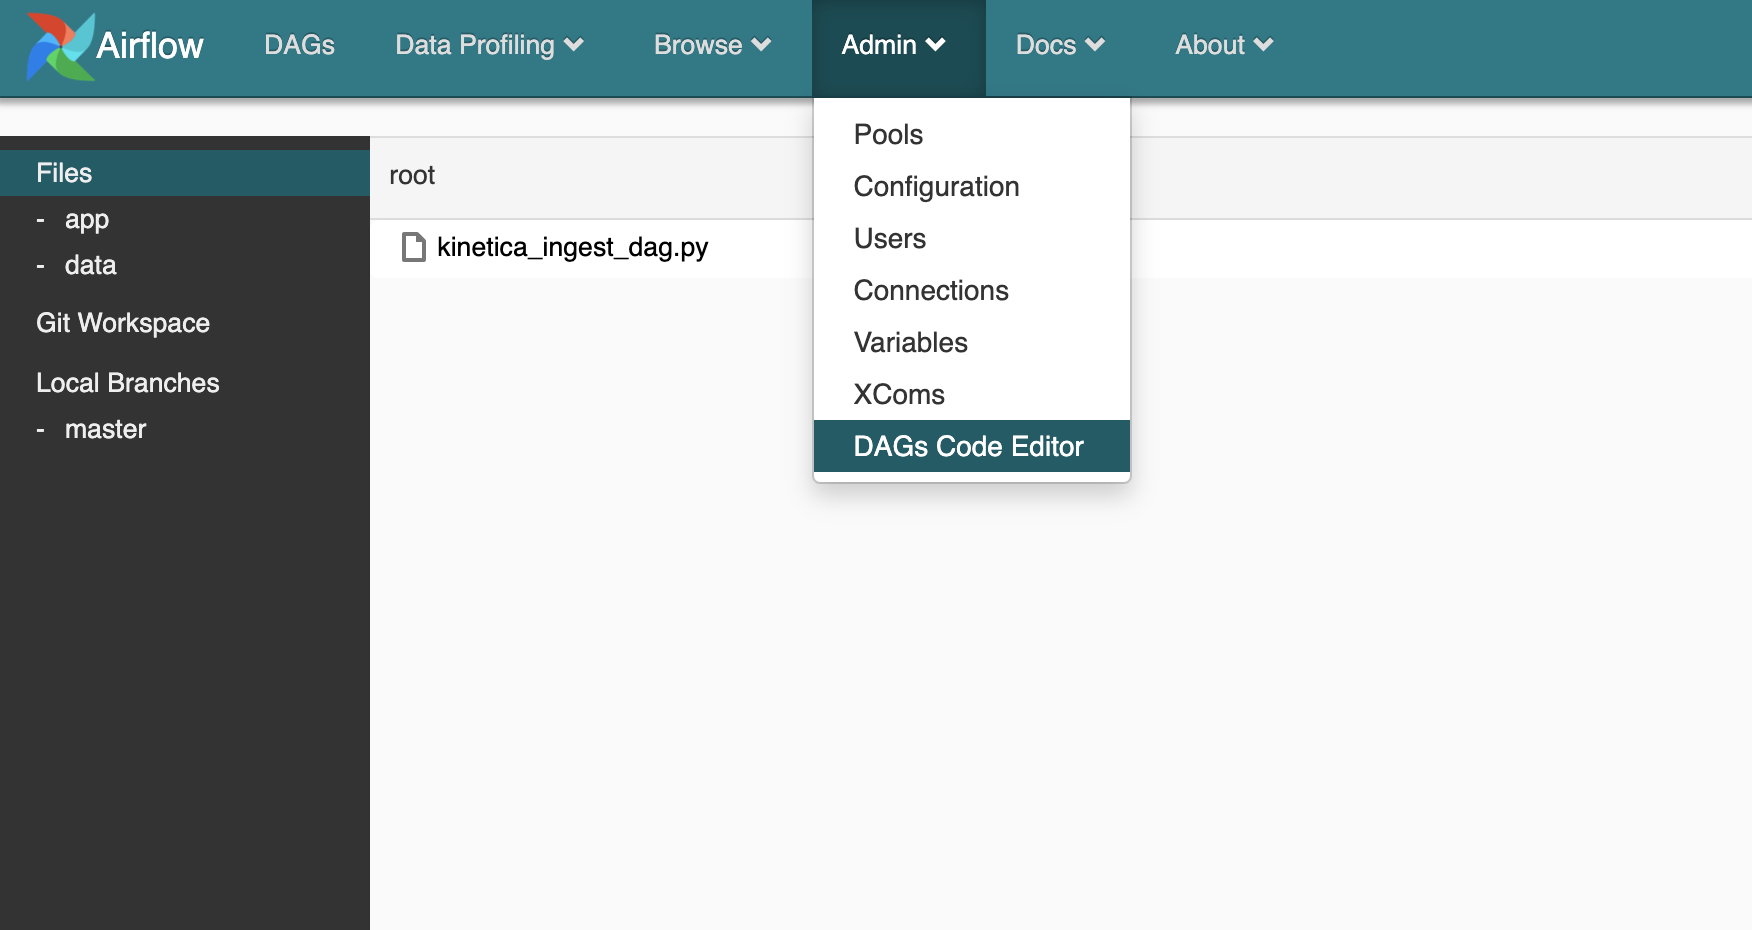 Airflow DAGs Data Profiling Browse Admin Docs About
Files
- app
- data
Git Workspace
Local Branches
- master
root
kinetica_ingest_dag.py
Pools
Configuration
Users
Connections
Variables
XComs
DAGs Code Editor